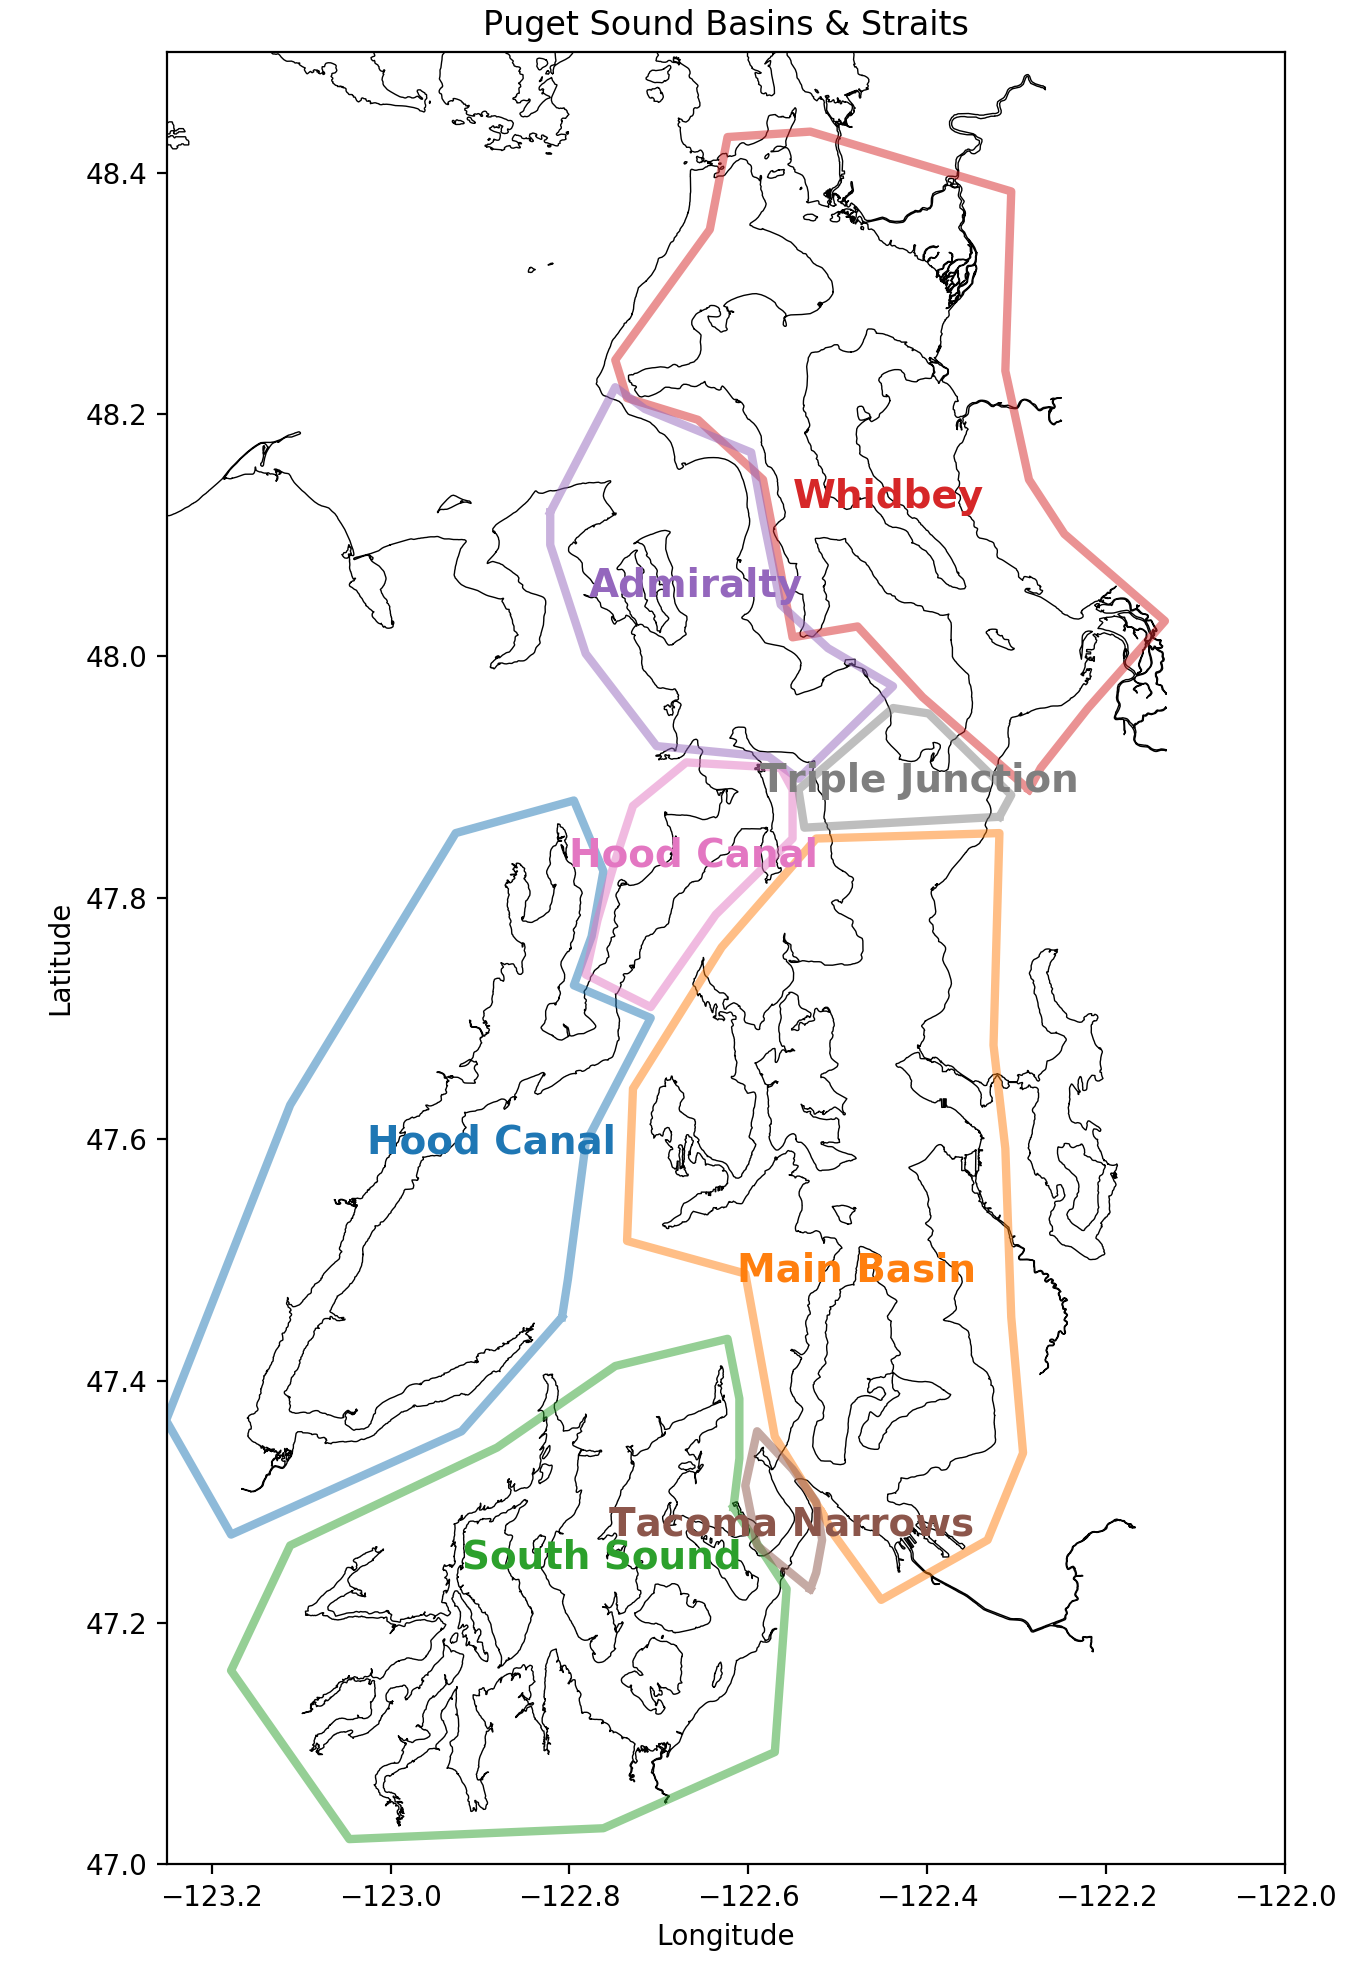 Puget Sound Basins & Straits
48.4
48.2
Whidbey
Admiralty
48.0
Triple Junction
Hood Canal
47.8
Latitude
Hood Canal
47.6
Main Basin
47.4
Tacoma Narrows
South Sound
47.2
47.0
−123.2 −123.0 −122.8 −122.6 −122.4 −122.2 −122.0
Longitude